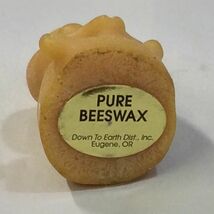 PURE
BEESWAX
Down To Earth Dist., Inc.
Eugene, OR